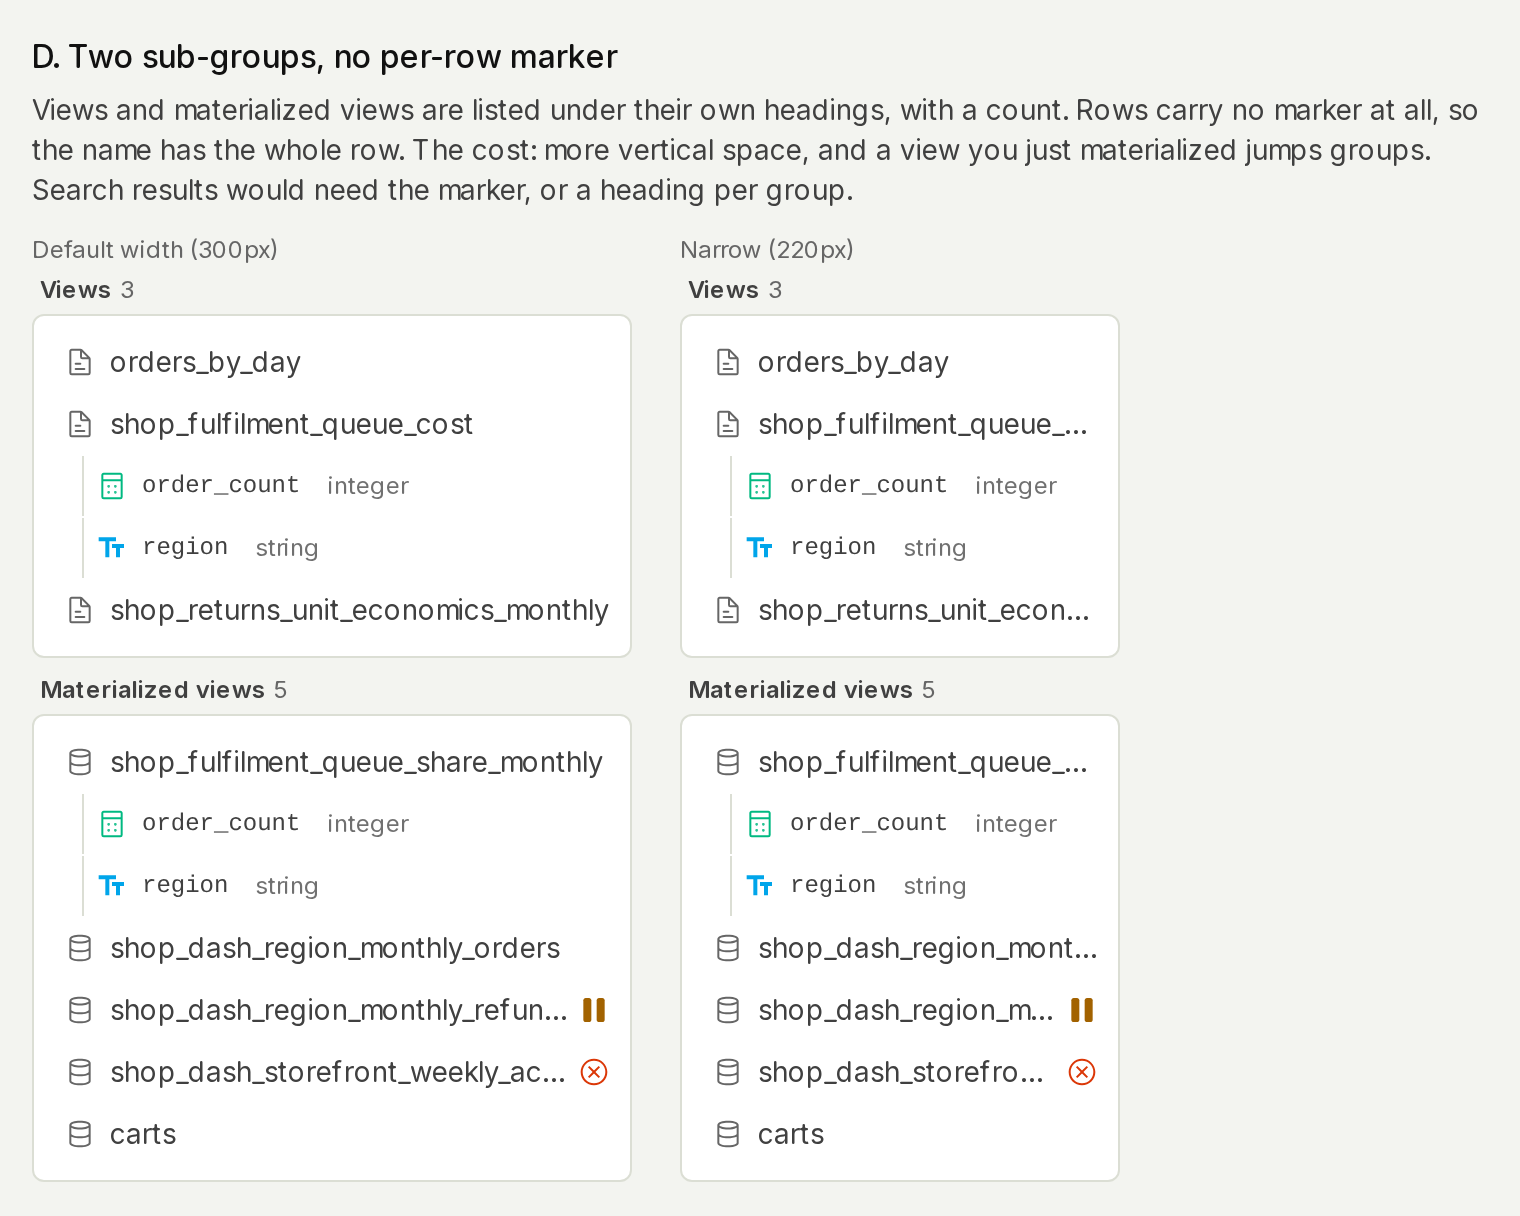 D. Two sub-groups, no per-row marker
Views and materialized views are listed under their own headings, with a count. Rows carry no marker at all, so
the name has the whole row. The cost: more vertical space, and a view you just materialized jumps groups.
Search results would need the marker, or a heading per group.
Default width (300px)
Views 3
orders_by_day
shop_fulfilment_queue_cost
order_count integer
region string
shop_returns_unit_economics_monthly
Materialized views 5
shop_fulfilment_queue_share_monthly
order_count integer
region string
shop_dash_region_monthly_orders
shop_dash_region_monthly_refun...
shop_dash_storefront_weekly_ac...
carts
Narrow (220px)
Views 3
orders_by_day
shop_fulfilment_queue_...
order_count integer
region string
shop_returns_unit_econ...
Materialized views 5
shop_fulfilment_queue_...
order_count integer
region string
shop_dash_region_mont...
shop_dash_region_m...
shop_dash_storefro...
carts